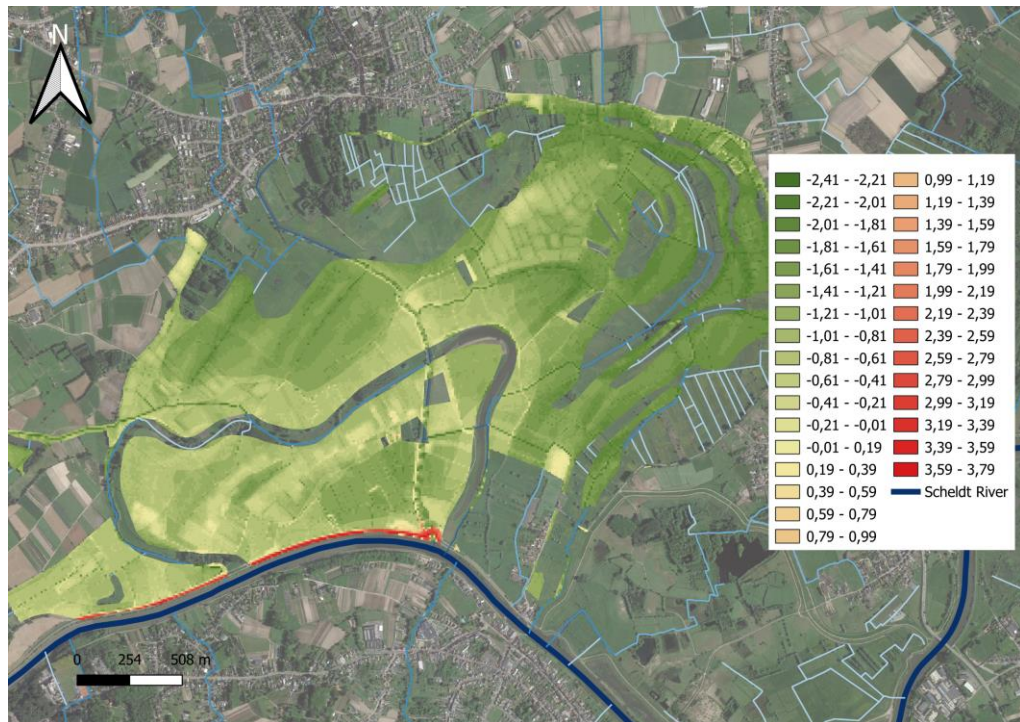 N
-2,41 - -2,21
-2,21 - -2,01
-2,01 - -1,81
-1,81 - -1,61
-1,61 - -1,41
-1,41 - -1,21
-1,21 - -1,01
-1,01 - -0,81
-0,81 - -0,61
-0,61 - -0,41
-0,41 - -0,21
-0,21 - -0,01
-0,01 - 0,19
0,19 - 0,39
0,39 - 0,59
0,59 - 0,79
0,79 - 0,99
0,99 - 1,19
1,19 - 1,39
1,39 - 1,59
1,59 - 1,79
1,79 - 1,99
1,99 - 2,19
2,19 - 2,39
2,39 - 2,59
2,59 - 2,79
2,79 - 2,99
2,99 - 3,19
3,19 - 3,39
3,39 - 3,59
3,59 - 3,79
Scheldt River
0 254 508 m